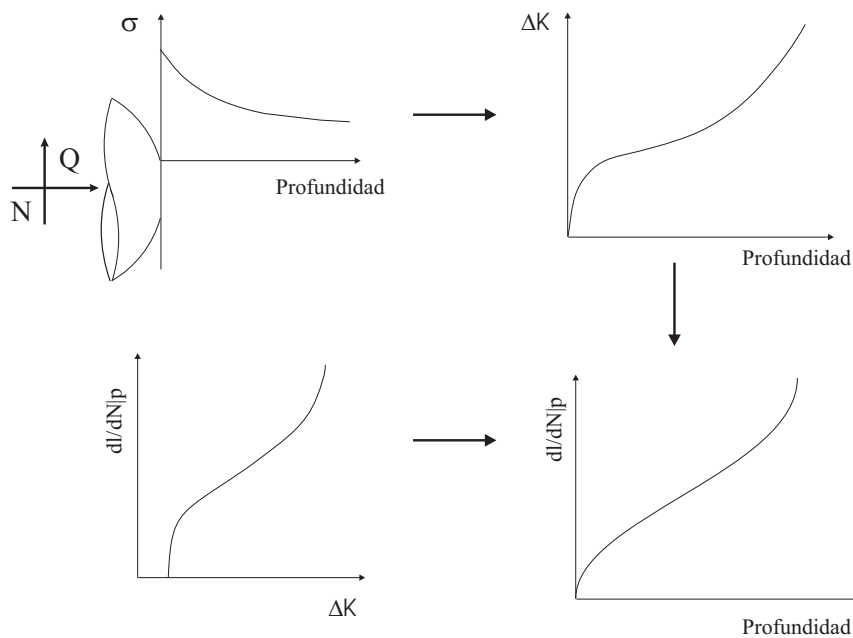 σ
Profundidad
Q
N
ΔK
Profundidad
dl/dN|p
ΔK
dl/dN|p
Profundidad